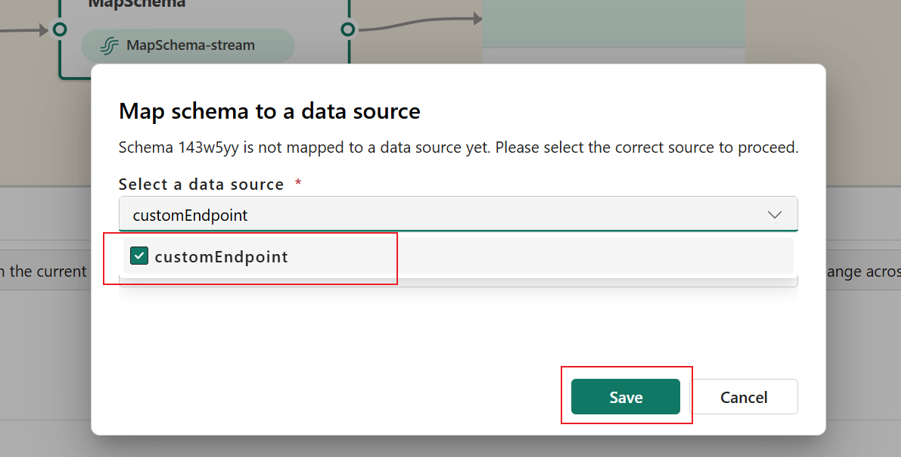 MapSchema
MapSchema-stream
Map schema to a data source
Schema 143w5yy is not mapped to a data source yet. Please select the correct source to proceed.
Select a data source *
customEndpoint
customEndpoint
n the current
ange across
Save
Cancel